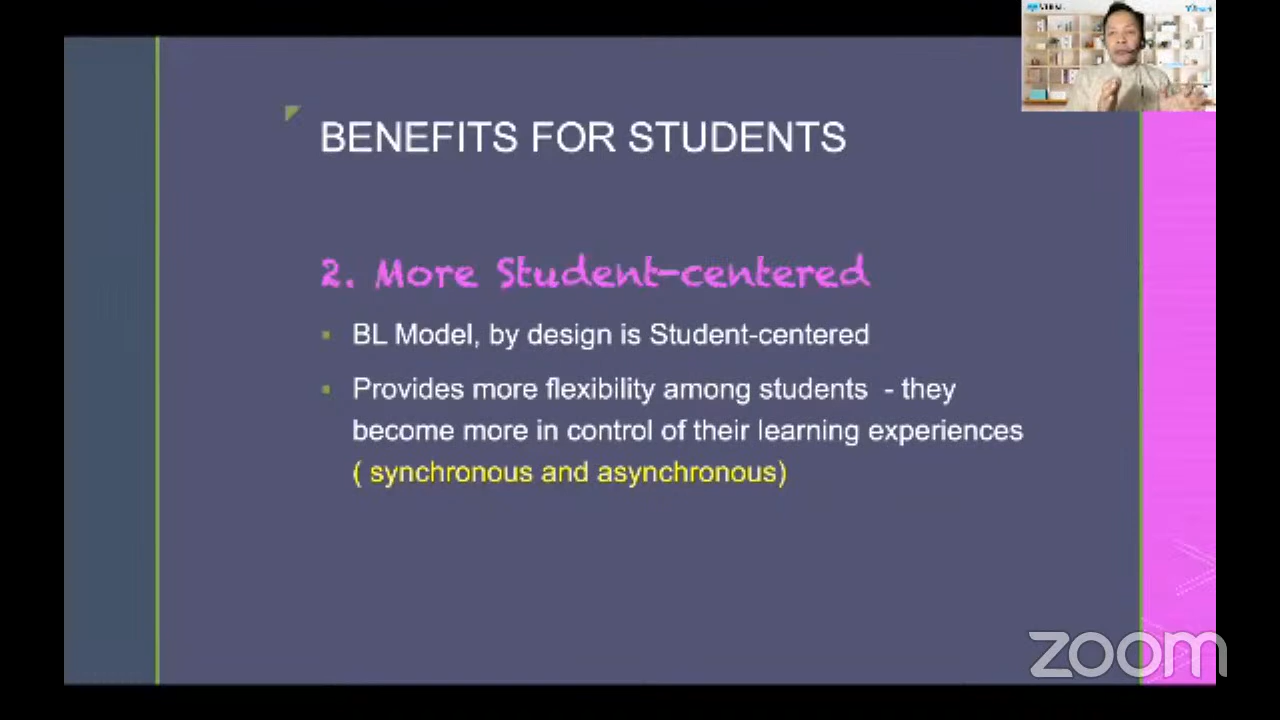 BENEFITS FOR STUDENTS
2. More Student-centered
▪ BL Model, by design is Student-centered
▪ Provides more flexibility among students - they
become more in control of their learning experiences
( synchronous and asynchronous)
zoom